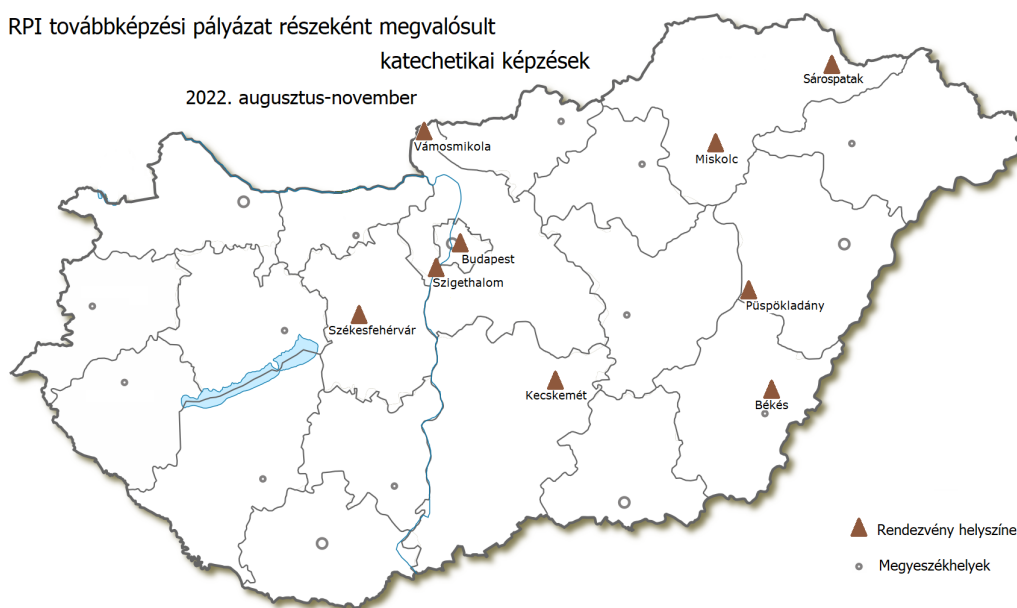 RPI továbbképzési pályázat részeként megvalósult
katechetikai képzések
2022. augusztus-november
Sárospatak
Vámosmikola
Miskolc
Budapest
Szigethalom
Püspökladány
Székesfehérvár
Kecskemét
Békés
Rendezvény helyszíne
Megyeszékhelyek